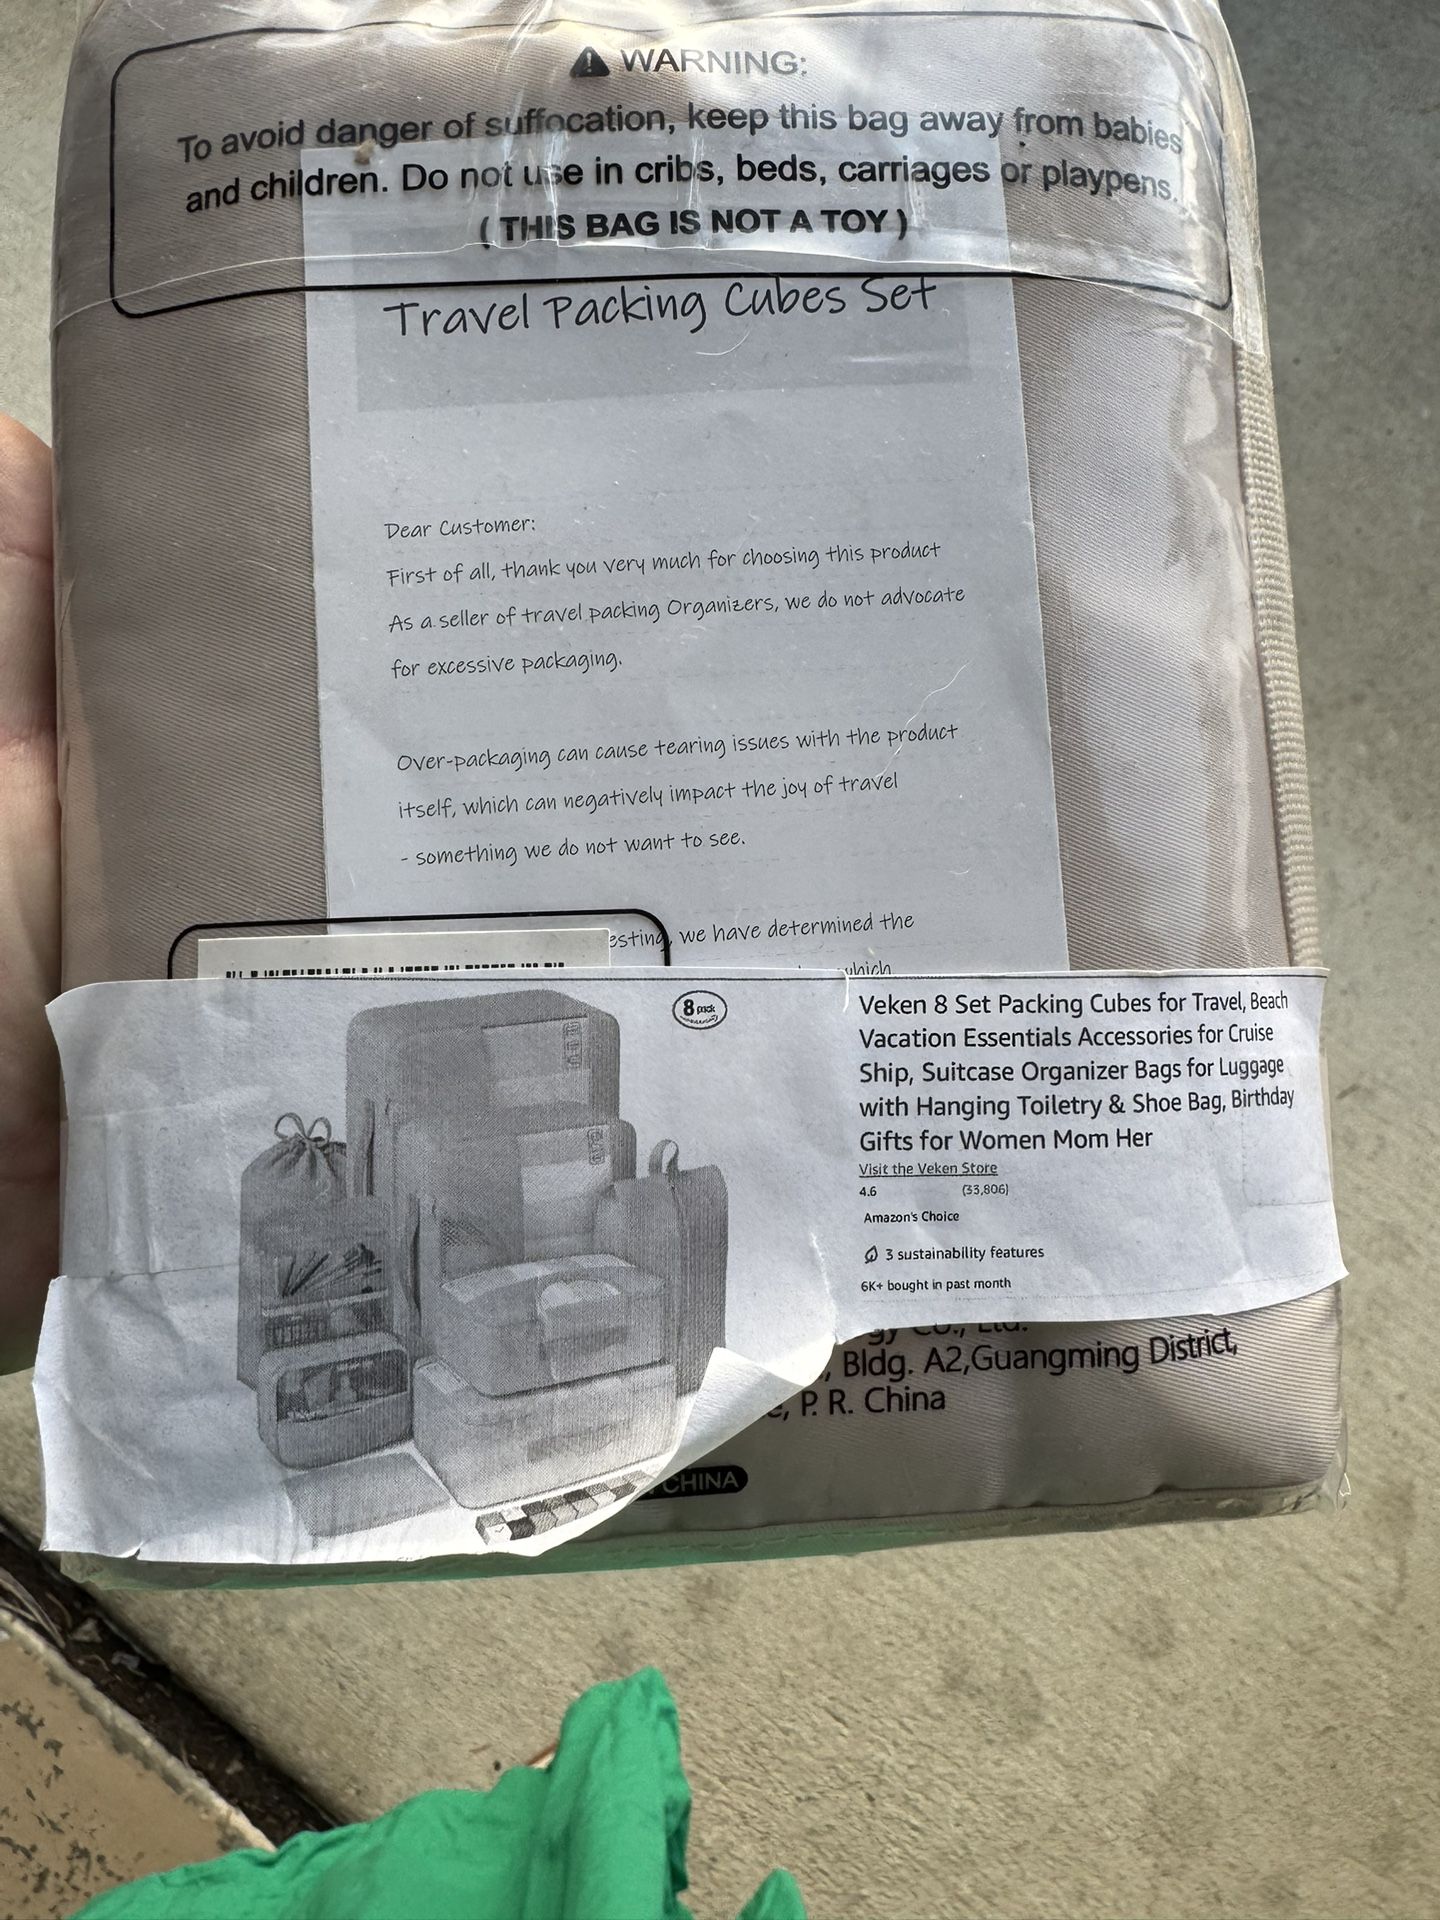 WARNING:
To avoid danger of suffocation, keep this bag away from babies
and children. Do not use in cribs, beds, carriages or playpens.
( THIS BAG IS NOT A TOY )
Travel Packing Cubes Set
Dear Customer:
First of all, thank you very much for choosing this product
As a seller of travel packing Organizers, we do not advocate
for excessive packaging.
Over-packaging can cause tearing issues with the product
itself, which can negatively impact the joy of travel
- something we do not want to see.
esting, we have determined the
which
8 pack
Veken 8 Set Packing Cubes for Travel, Beach
Vacation Essentials Accessories for Cruise
Ship, Suitcase Organizer Bags for Luggage
with Hanging Toiletry & Shoe Bag, Birthday
Gifts for Women Mom Her
Visit the Veken Store
4.6 (33,806)
Amazon's Choice
3 sustainability features
6K+ bought in past month
gy Co., Ltd.
, Bldg. A2,Guangming District,
e, P. R. China
CHINA